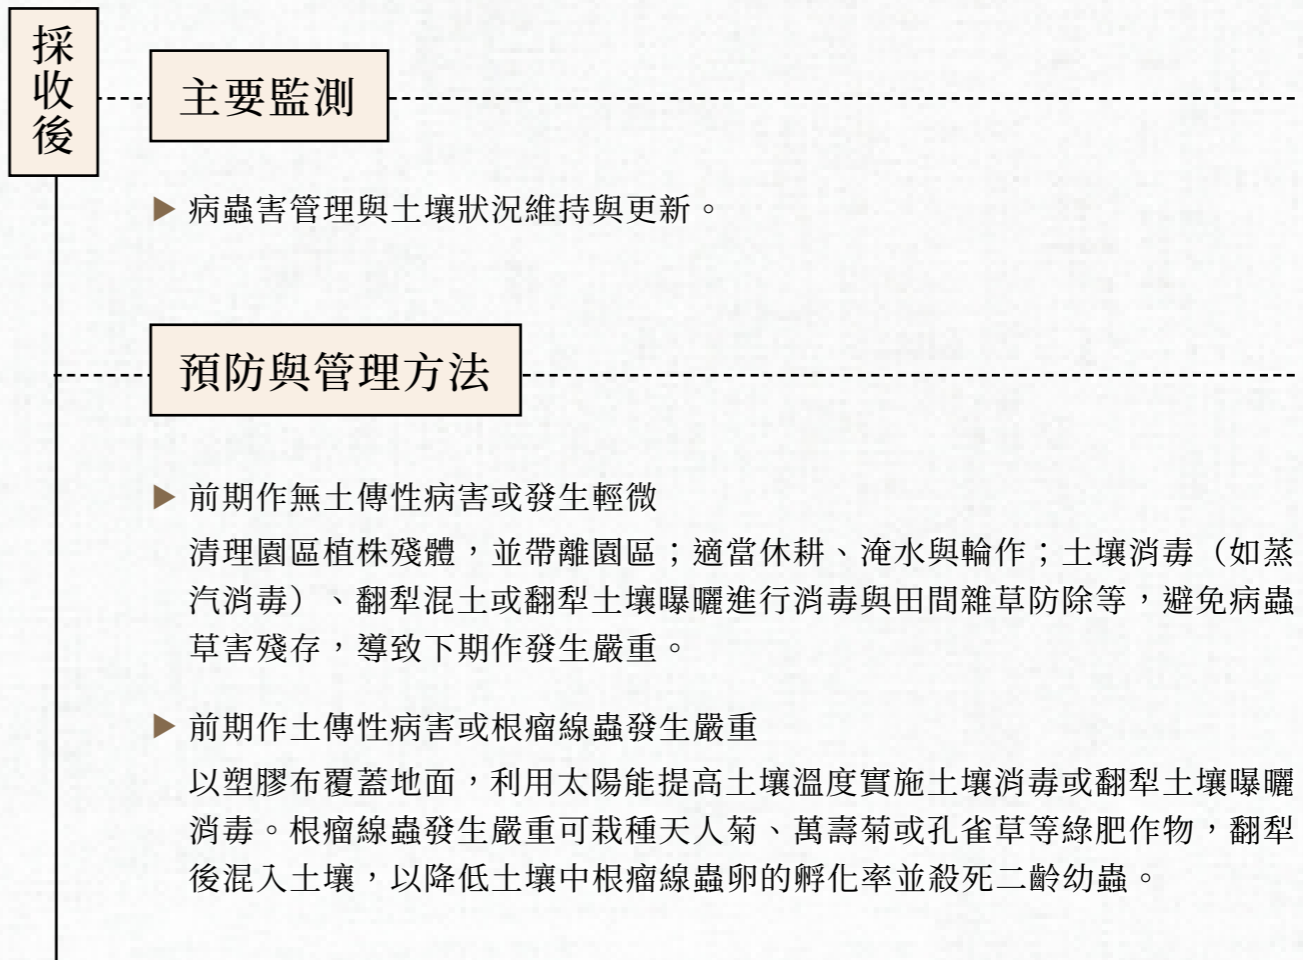 採收後
主要監測
▶ 病蟲害管理與土壤狀況維持與更新。
預防與管理方法
▶ 前期作無土傳性病害或發生輕微
清理園區植株殘體，並帶離園區；適當休耕、淹水與輪作；土壤消毒（如蒸
汽消毒）、翻犁混土或翻犁土壤曝曬進行消毒與田間雜草防除等，避免病蟲
草害殘存，導致下期作發生嚴重。
▶ 前期作土傳性病害或根瘤線蟲發生嚴重
以塑膠布覆蓋地面，利用太陽能提高土壤溫度實施土壤消毒或翻犁土壤曝曬
消毒。根瘤線蟲發生嚴重可栽種天人菊、萬壽菊或孔雀草等綠肥作物，翻犁
後混入土壤，以降低土壤中根瘤線蟲卵的孵化率並殺死二齡幼蟲。